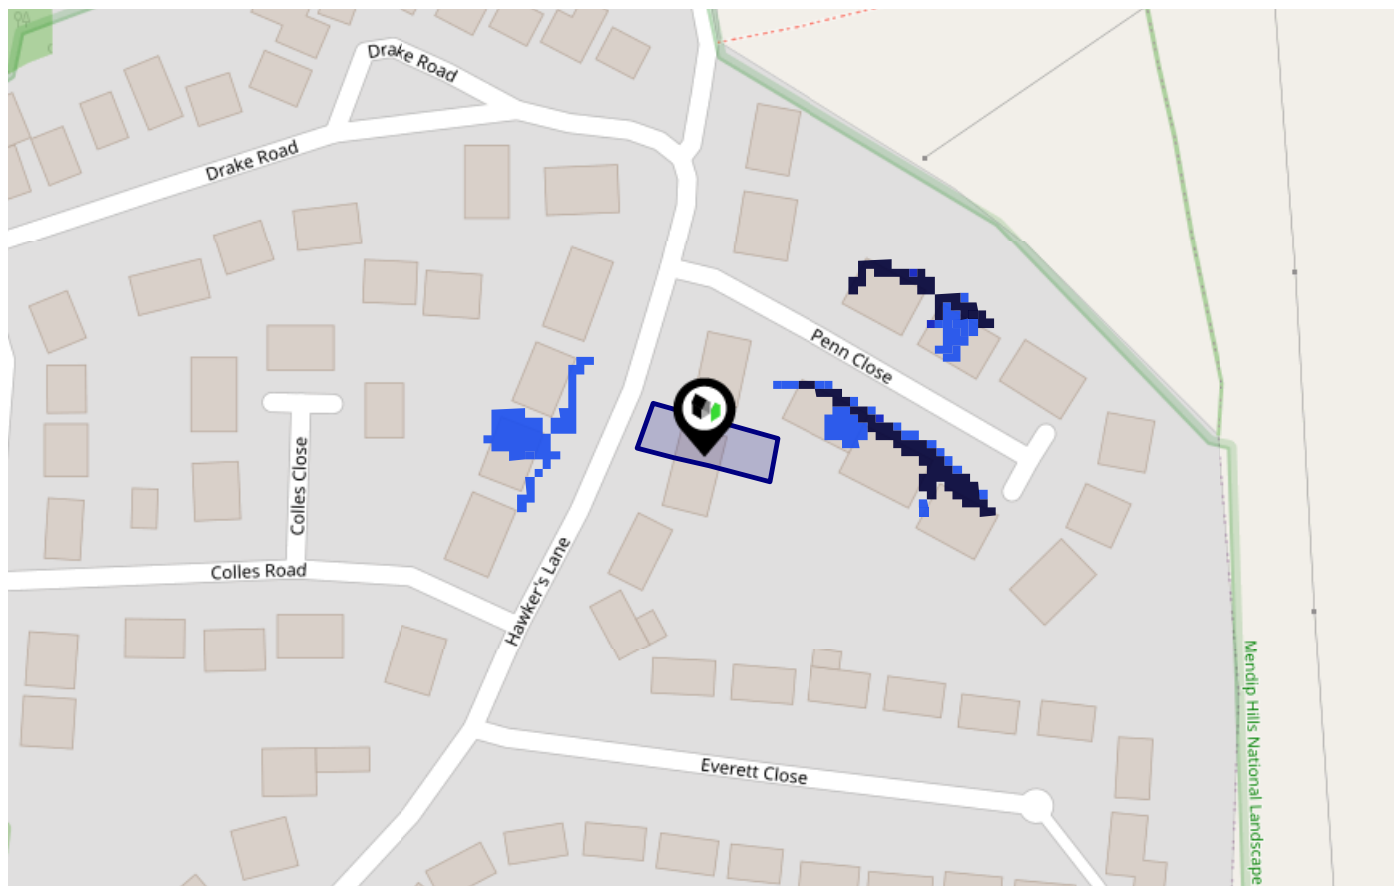 Drake Road
Drake Road
Penn Close
Colles Close
Colles Road
Hawker's Lane
Everett Close
Mendip Hills National Landscape